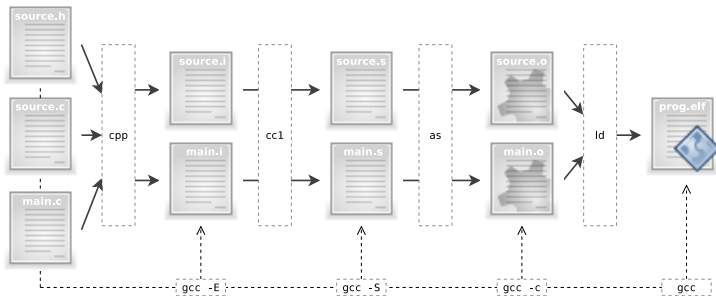 source.h
source.c
main.c
cpp
source.i
main.i
cc1
source.s
main.s
as
source.o
main.o
ld
prog.elf
gcc -E
gcc -S
gcc -c
gcc